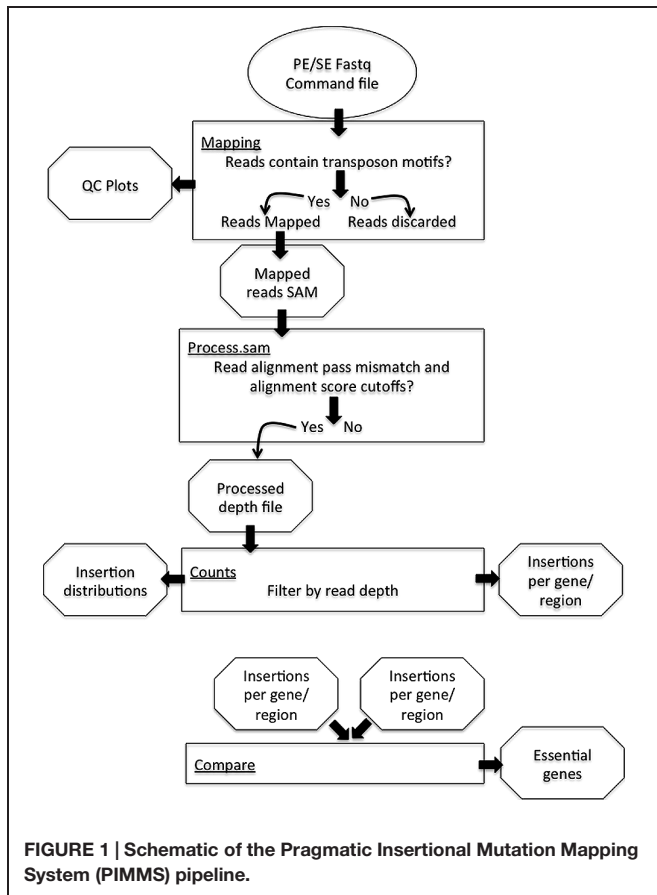 PE/SE Fastq
Command file
Mapping
Reads contain transposon motifs?
QC Plots
Yes No
Reads Mapped Reads discarded
Mapped
reads SAM
Process.sam
Read alignment pass mismatch and
alignment score cutoffs?
Yes No
Processed
depth file
Insertion
distributions
Counts
Filter by read depth
Insertions
per gene/
region
Insertions
per gene/
region
Insertions
per gene/
region
Compare
Essential
genes
FIGURE 1 | Schematic of the Pragmatic Insertional Mutation Mapping
System (PIMMS) pipeline.